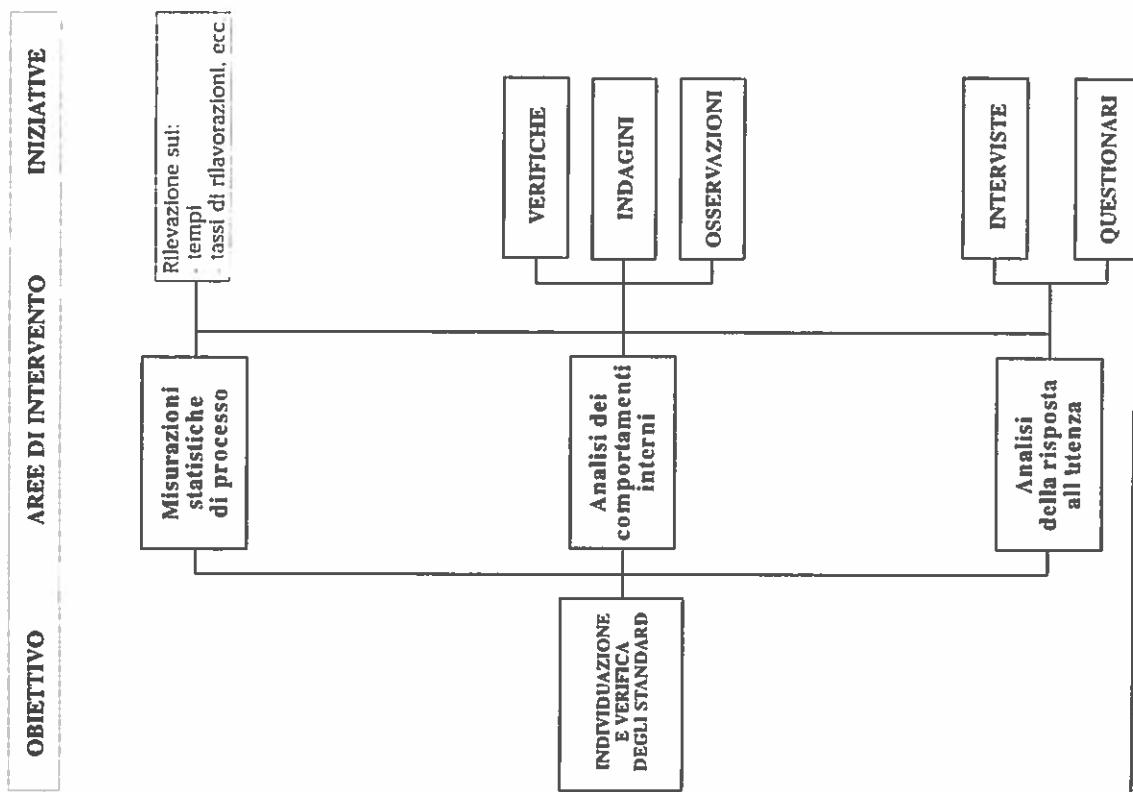 OBIETTIVO
AREE DI INTERVENTO
INIZIATIVE
INDIVIDUAZIONE
E VERIFICA
DEGLI STANDARD
Misurazioni
statistiche
di processo
Rilevazione sui:
- tempi
- tassi di rilavorazioni, ecc
Analisi dei
comportamenti
interni
VERIFICHE
INDAGINI
OSSERVAZIONI
Analisi
della risposta
all utenza
INTERVISTE
QUESTIONARI